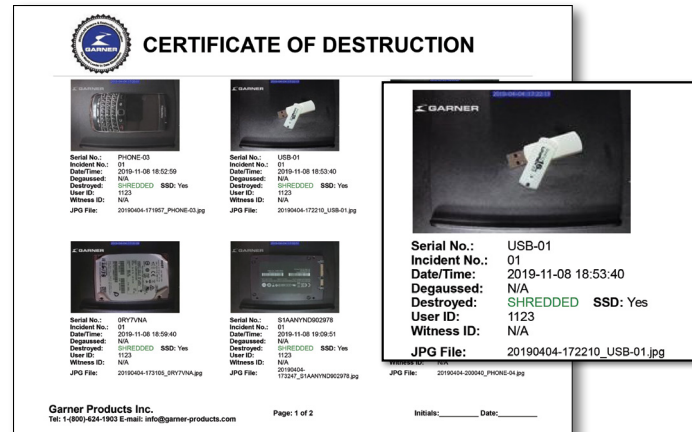 GARNER
CERTIFICATE OF DESTRUCTION
GARNER
Serial No.: PHONE-03
Incident No.: 01
Date/Time: 2019-11-08 18:52:59
Degaussed: N/A
Destroyed: SHREDDED SSD: Yes
User ID: 1123
Witness ID: N/A
JPG File: 20190404-171957_PHONE-03.jpg
GARNER
Serial No.: USB-01
Incident No.: 01
Date/Time: 2019-11-08 18:53:40
Degaussed: N/A
Destroyed: SHREDDED SSD: Yes
User ID: 1123
Witness ID: N/A
JPG File: 20190404-172210_USB-01.jpg
GARNER
Serial No.: USB-01
Incident No.: 01
Date/Time: 2019-11-08 18:53:40
Degaussed: N/A
Destroyed: SHREDDED SSD: Yes
User ID: 1123
Witness ID: N/A
JPG File: 20190404-172210_USB-01.jpg
GARNER
Serial No.: 0RY7VNA
Incident No.: 01
Date/Time: 2019-11-08 18:59:40
Degaussed: N/A
Destroyed: SHREDDED SSD: Yes
User ID: 1123
Witness ID: N/A
JPG File: 20190404-173105_0RY7VNA.jpg
GARNER
Serial No.: S1AANYND902978
Incident No.: 01
Date/Time: 2019-11-08 19:09:51
Degaussed: N/A
Destroyed: SHREDDED SSD: Yes
User ID: 1123
Witness ID: N/A
JPG File: 20190404-
173247_S1AANYND902978.jpg
JPG File: 20190404-200040_PHONE-04.jpg
Garner Products Inc.
Tel: 1-(800)-624-1903 E-mail: info@garner-products.com
Page: 1 of 2
Initials:_________ Date:_________